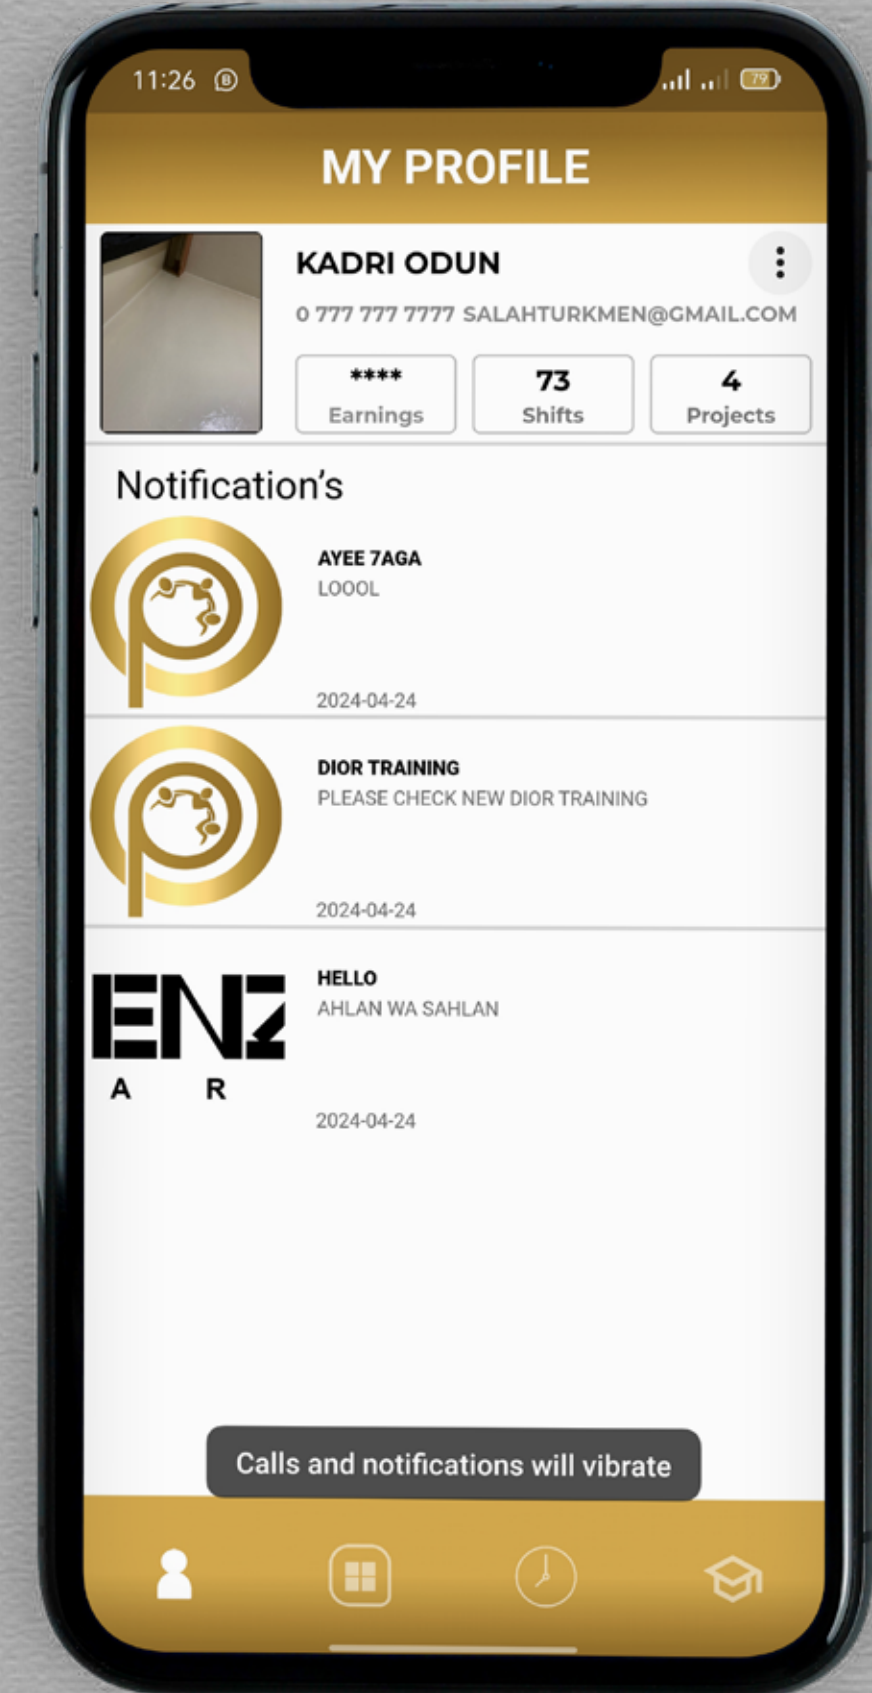 11:26
79
MY PROFILE
KADRI ODUN
0 777 777 7777 SALAHTURKMEN@GMAIL.COM
**** 73 4
Earnings Shifts Projects
Notification's
AYEE 7AGA
LOOOL
2024-04-24
DIOR TRAINING
PLEASE CHECK NEW DIOR TRAINING
2024-04-24
HELLO
AHLAN WA SAHLAN
ENZ
A R
2024-04-24
Calls and notifications will vibrate